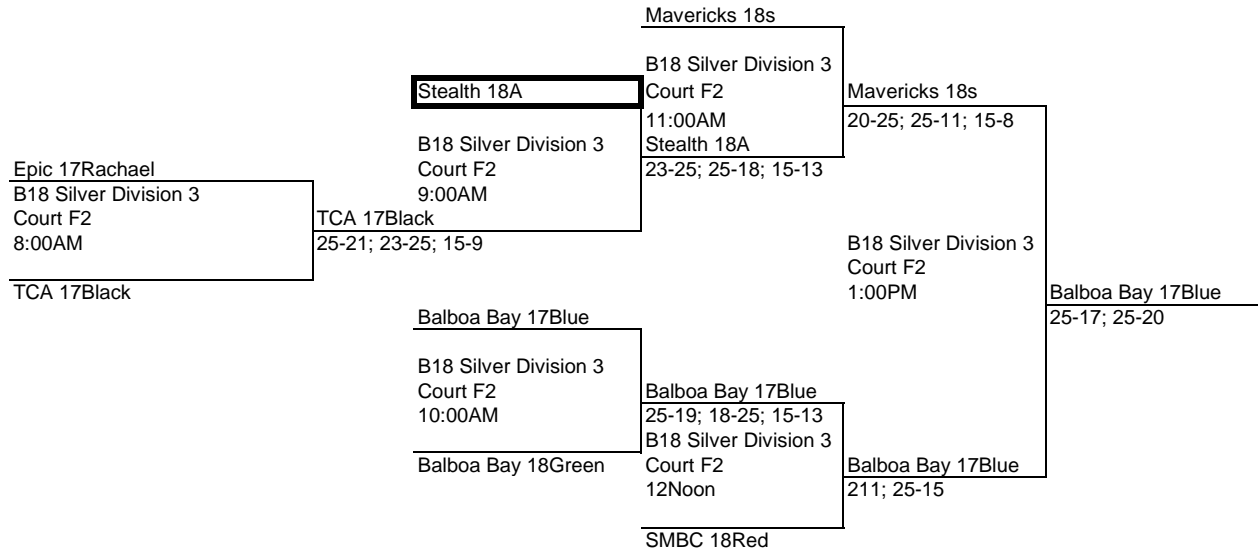 Mavericks 18s
B18 Silver Division 3
Court F2
11:00AM
Stealth 18A
Mavericks 18s
20-25; 25-11; 15-8
B18 Silver Division 3
Court F2
9:00AM
Stealth 18A
23-25; 25-18; 15-13
Epic 17Rachael
B18 Silver Division 3
Court F2
8:00AM
TCA 17Black
25-21; 23-25; 15-9
TCA 17Black
B18 Silver Division 3
Court F2
1:00PM
Balboa Bay 17Blue
25-17; 25-20
Balboa Bay 17Blue
B18 Silver Division 3
Court F2
10:00AM
Balboa Bay 17Blue
25-19; 18-25; 15-13
B18 Silver Division 3
Court F2
12Noon
Balboa Bay 18Green
Balboa Bay 17Blue
211; 25-15
SMBC 18Red